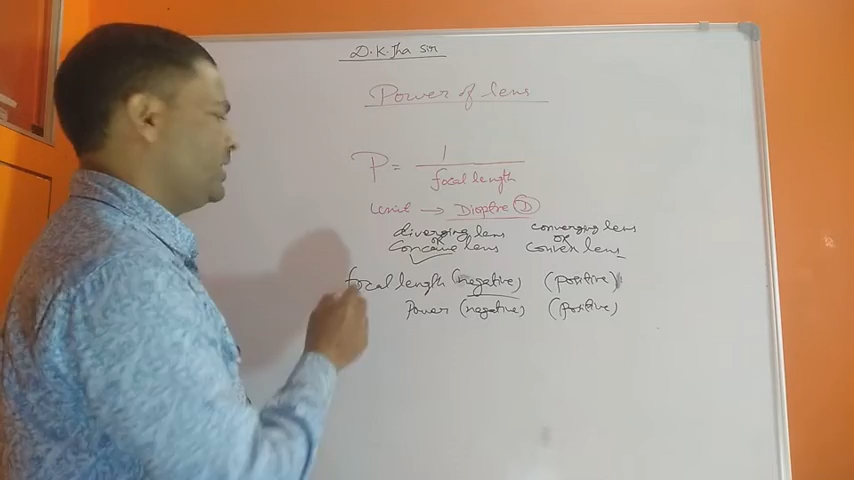 D.K.Jha Sir
Power of lens
P = 1 / focal length
Unit → Dioptre (D)
diverging lens converging lens
or or
Concave lens Convex lens
focal length (negative) (positive)
Power (negative) (positive)